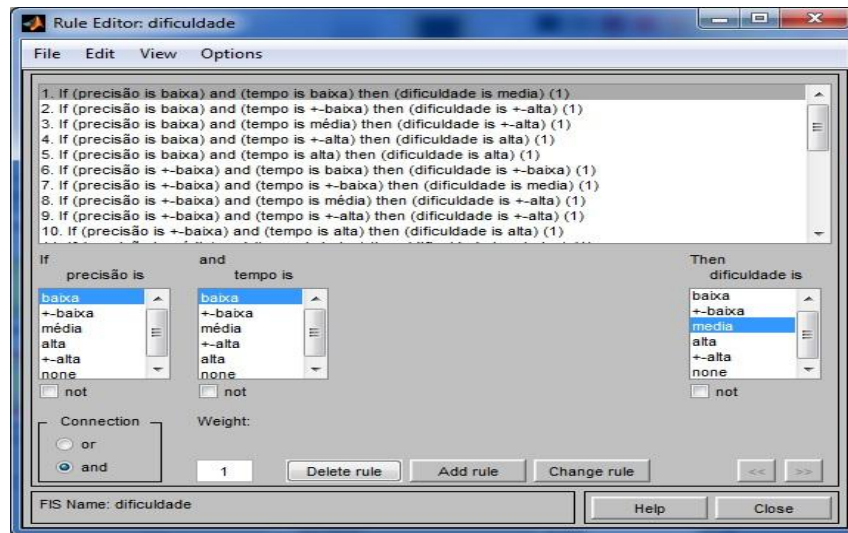 Rule Editor: dificuldade
File Edit View Options
1. If (precisão is baixa) and (tempo is baixa) then (dificuldade is media) (1)
2. If (precisão is baixa) and (tempo is +-baixa) then (dificuldade is +-alta) (1)
3. If (precisão is baixa) and (tempo is média) then (dificuldade is +-alta) (1)
4. If (precisão is baixa) and (tempo is +-alta) then (dificuldade is alta) (1)
5. If (precisão is baixa) and (tempo is alta) then (dificuldade is alta) (1)
6. If (precisão is +-baixa) and (tempo is baixa) then (dificuldade is +-baixa) (1)
7. If (precisão is +-baixa) and (tempo is +-baixa) then (dificuldade is media) (1)
8. If (precisão is +-baixa) and (tempo is média) then (dificuldade is +-alta) (1)
9. If (precisão is +-baixa) and (tempo is +-alta) then (dificuldade is +-alta) (1)
10. If (precisão is +-baixa) and (tempo is alta) then (dificuldade is alta) (1)
If
precisão is
baixa
+-baixa
média
alta
+-alta
none
not
and
tempo is
baixa
+-baixa
média
+-alta
alta
none
not
Then
dificuldade is
baixa
+-baixa
media
alta
+-alta
none
not
Connection
or
and
Weight:
1
Delete rule
Add rule
Change rule
<<
>>
FIS Name: dificuldade
Help
Close